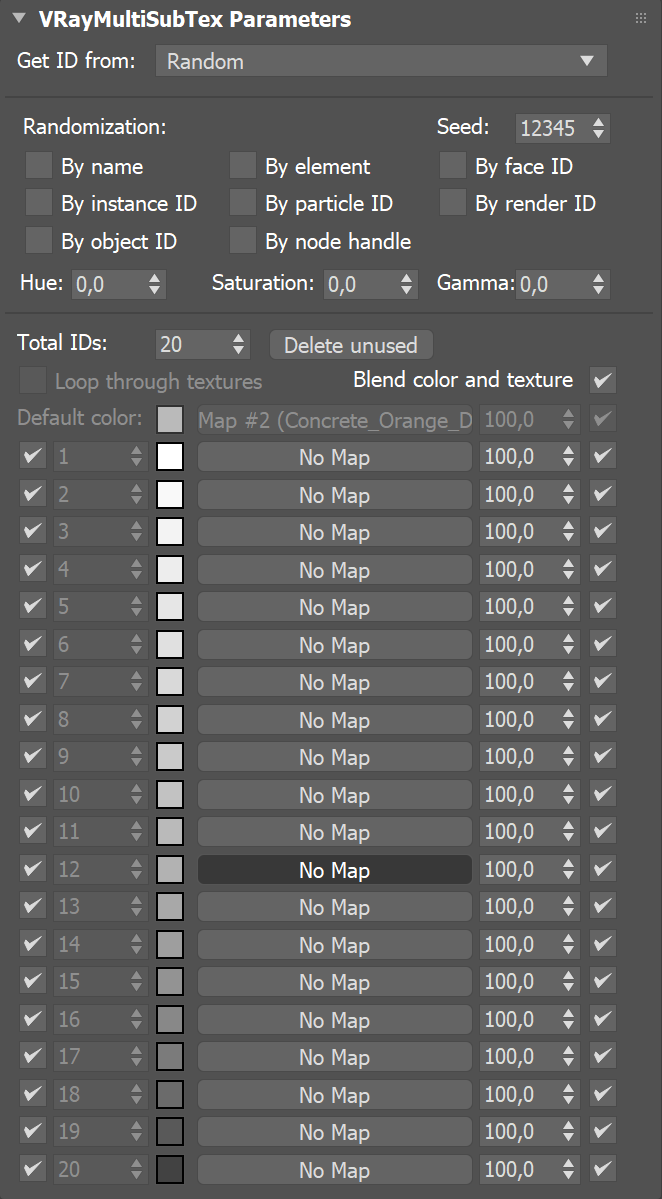 VRayMultiSubTex Parameters
Get ID from: Random
Randomization: Seed: 12345
By name By element By face ID
By instance ID By particle ID By render ID
By object ID By node handle
Hue: 0,0 Saturation: 0,0 Gamma: 0,0
Total IDs: 20 Delete unused
Loop through textures Blend color and texture
Default color: Map #2 (Concrete_Orange_D 100,0
1 No Map 100,0
2 No Map 100,0
3 No Map 100,0
4 No Map 100,0
5 No Map 100,0
6 No Map 100,0
7 No Map 100,0
8 No Map 100,0
9 No Map 100,0
10 No Map 100,0
11 No Map 100,0
12 No Map 100,0
13 No Map 100,0
14 No Map 100,0
15 No Map 100,0
16 No Map 100,0
17 No Map 100,0
18 No Map 100,0
19 No Map 100,0
20 No Map 100,0